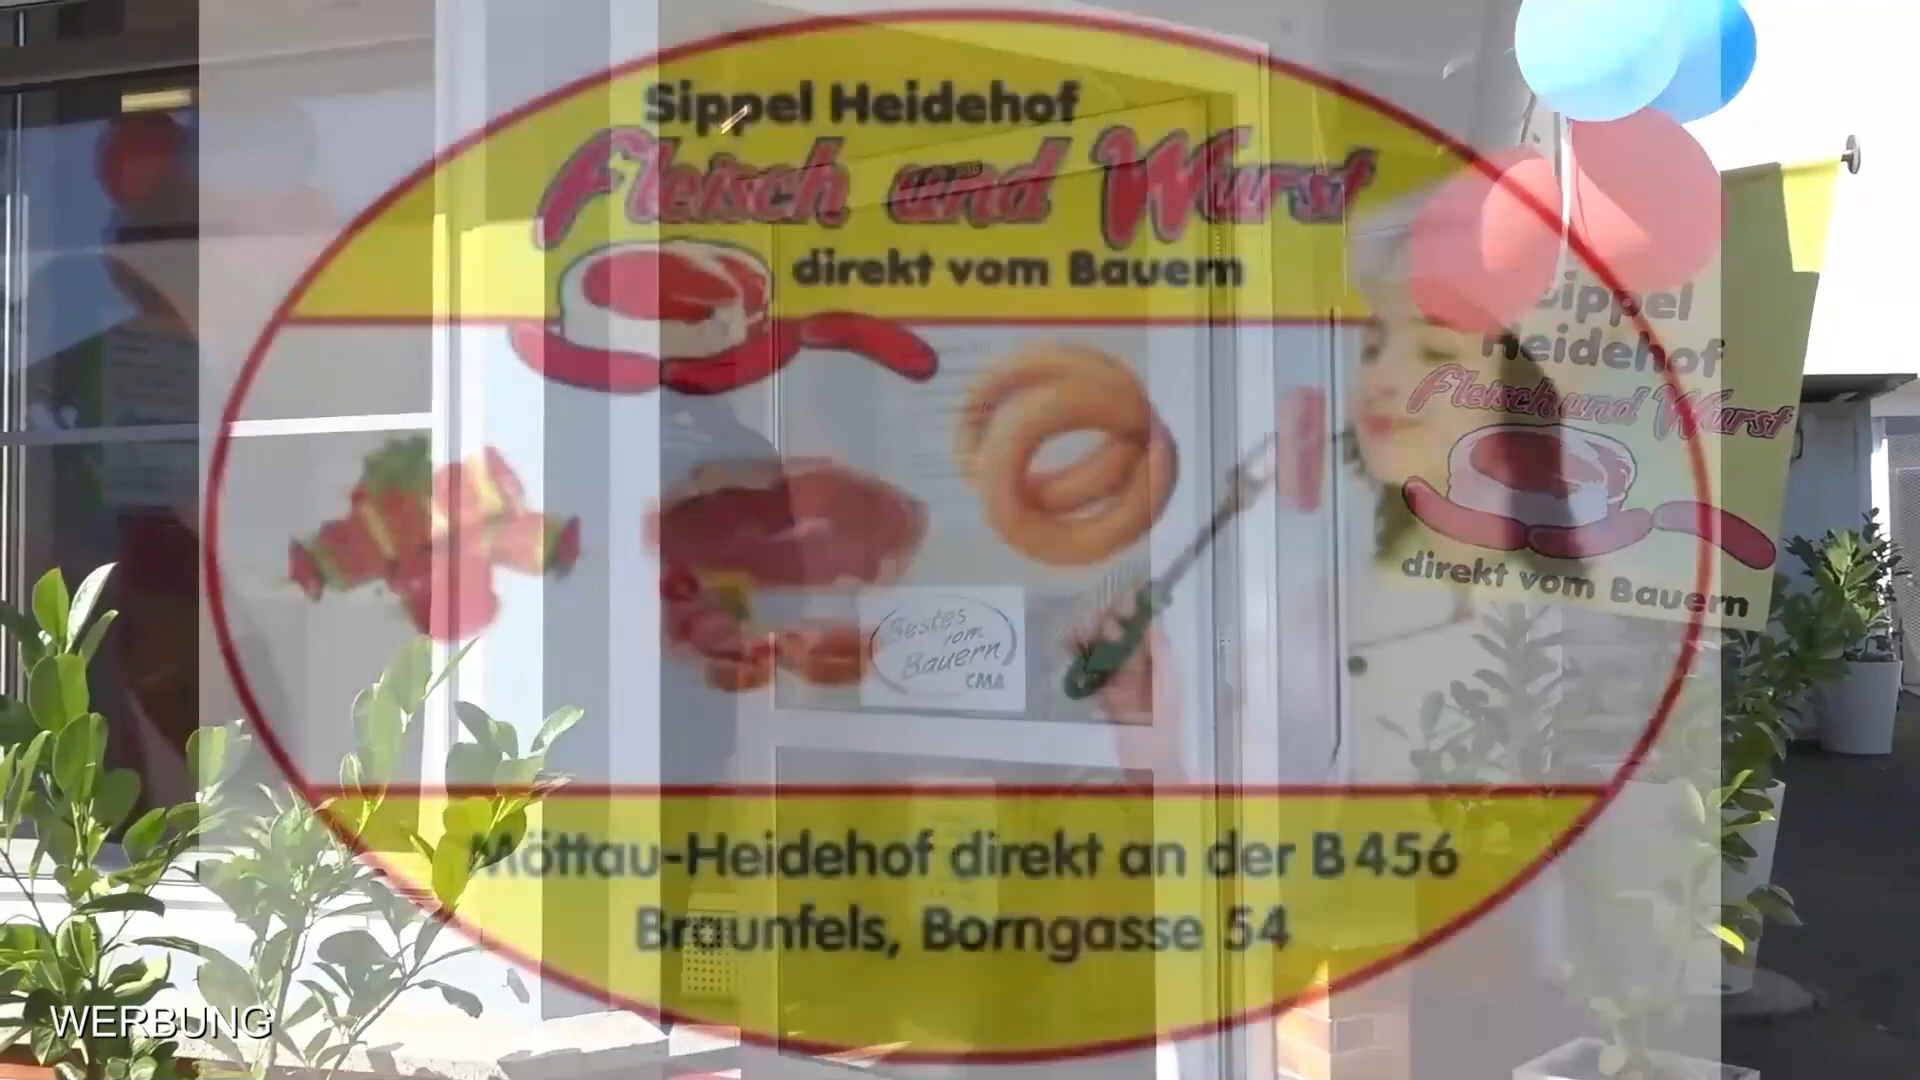 Sippel Heidehof
Fleisch und Wurst
direkt vom Bauern
Sippel
Heidehof
Fleisch und Wurst
direkt vom Bauern
Bestes
vom
Bauern
CMA
Möttau-Heidehof direkt an der B 456
Braunfels, Borngasse 54
WERBUNG